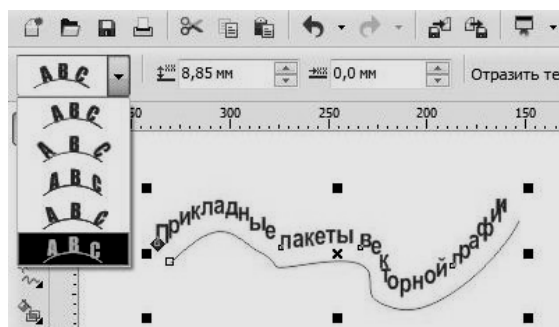 ABC 8,85 мм 0,0 мм Отразить те
50 300 250 200 150
ABC
ABC
ABC
ABC
ABC
Прикладные пакеты векторной графики